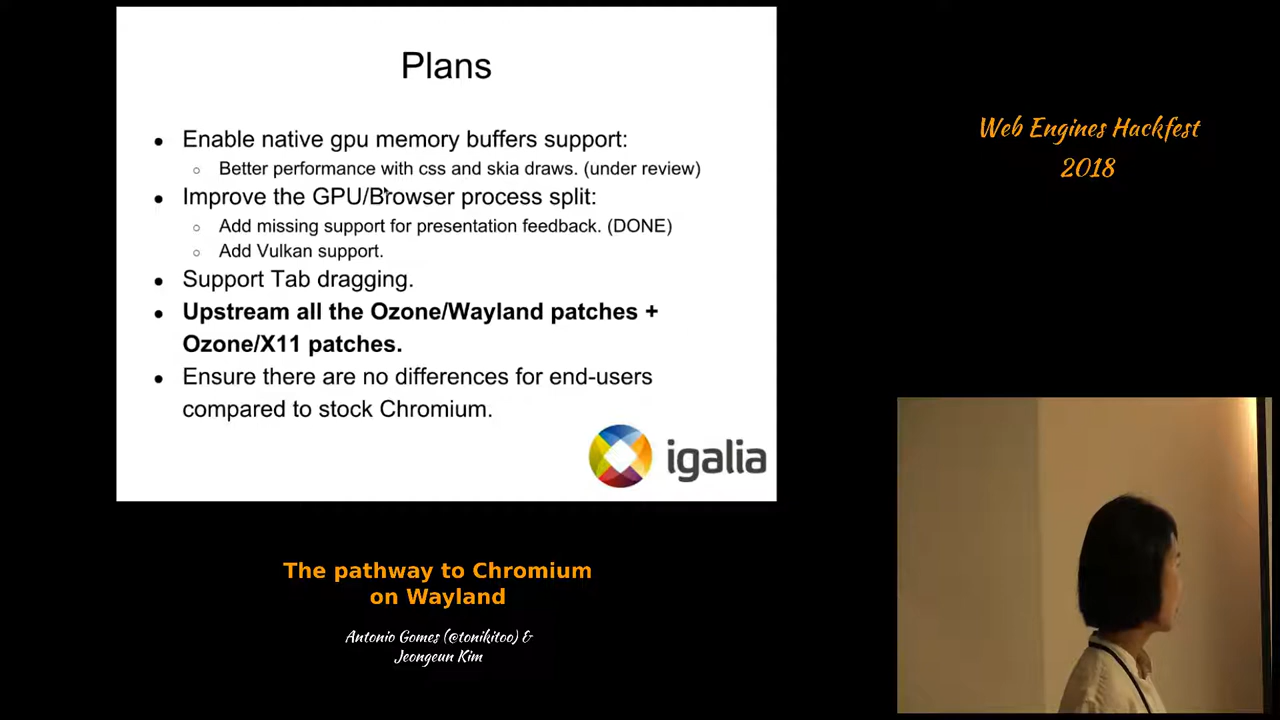 Plans
● Enable native gpu memory buffers support:
○ Better performance with css and skia draws. (under review)
● Improve the GPU/Browser process split:
○ Add missing support for presentation feedback. (DONE)
○ Add Vulkan support.
● Support Tab dragging.
● Upstream all the Ozone/Wayland patches +
Ozone/X11 patches.
● Ensure there are no differences for end-users
compared to stock Chromium.
igalia
Web Engines Hackfest
2018
The pathway to Chromium
on Wayland
Antonio Gomes (@tonikitoo) &
Jeongeun Kim